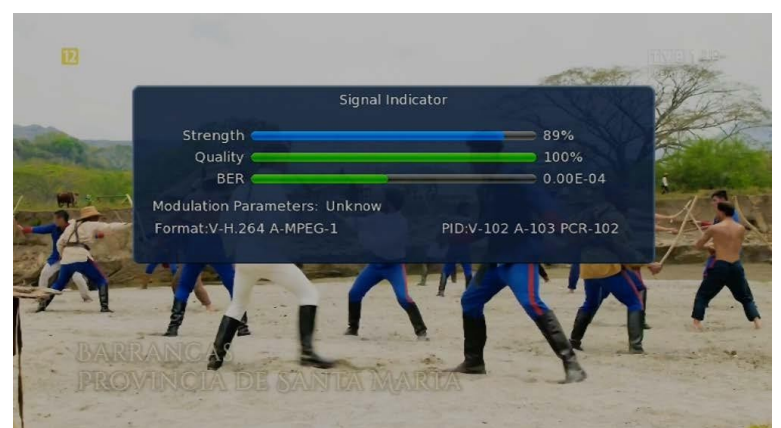 12
Signal Indicator
Strength 89%
Quality 100%
BER 0.00E-04
Modulation Parameters: Unknow
Format:V-H.264 A-MPEG-1 PID:V-102 A-103 PCR-102
BARRANCAS
PROVINCIA DE SANTA MARTA